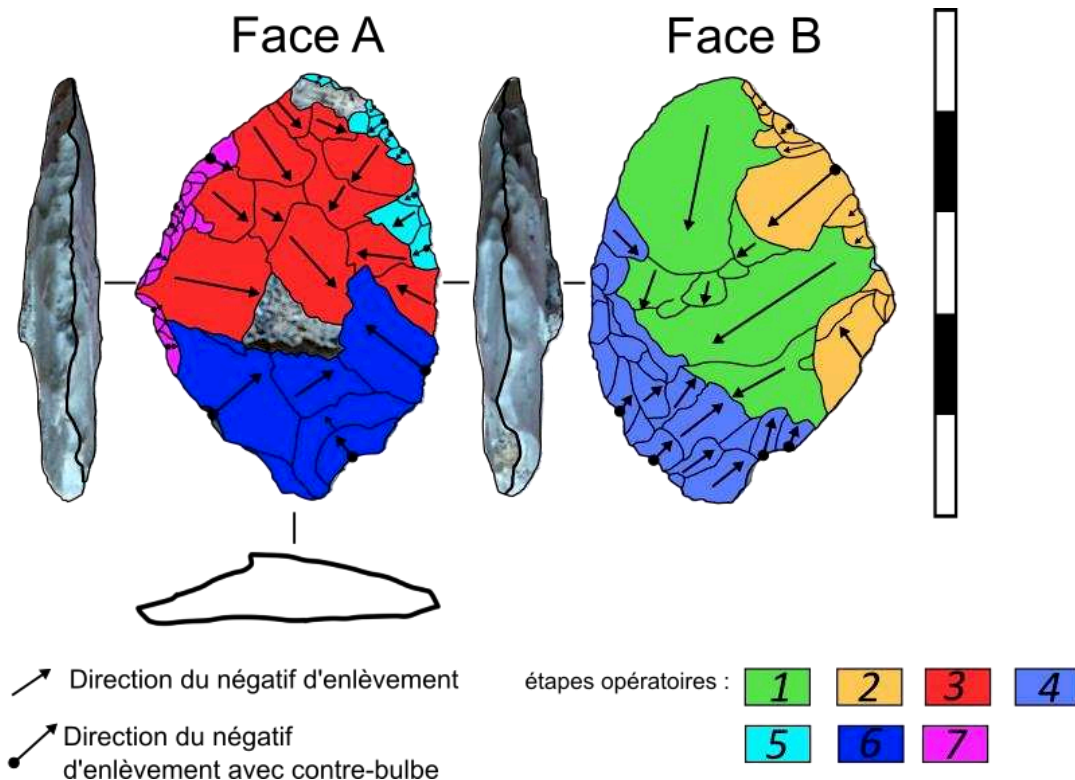 Face A
Face B
Direction du négatif d'enlèvement
Direction du négatif
d'enlèvement avec contre-bulbe
étapes opératoires :
1 2 3 4
5 6 7